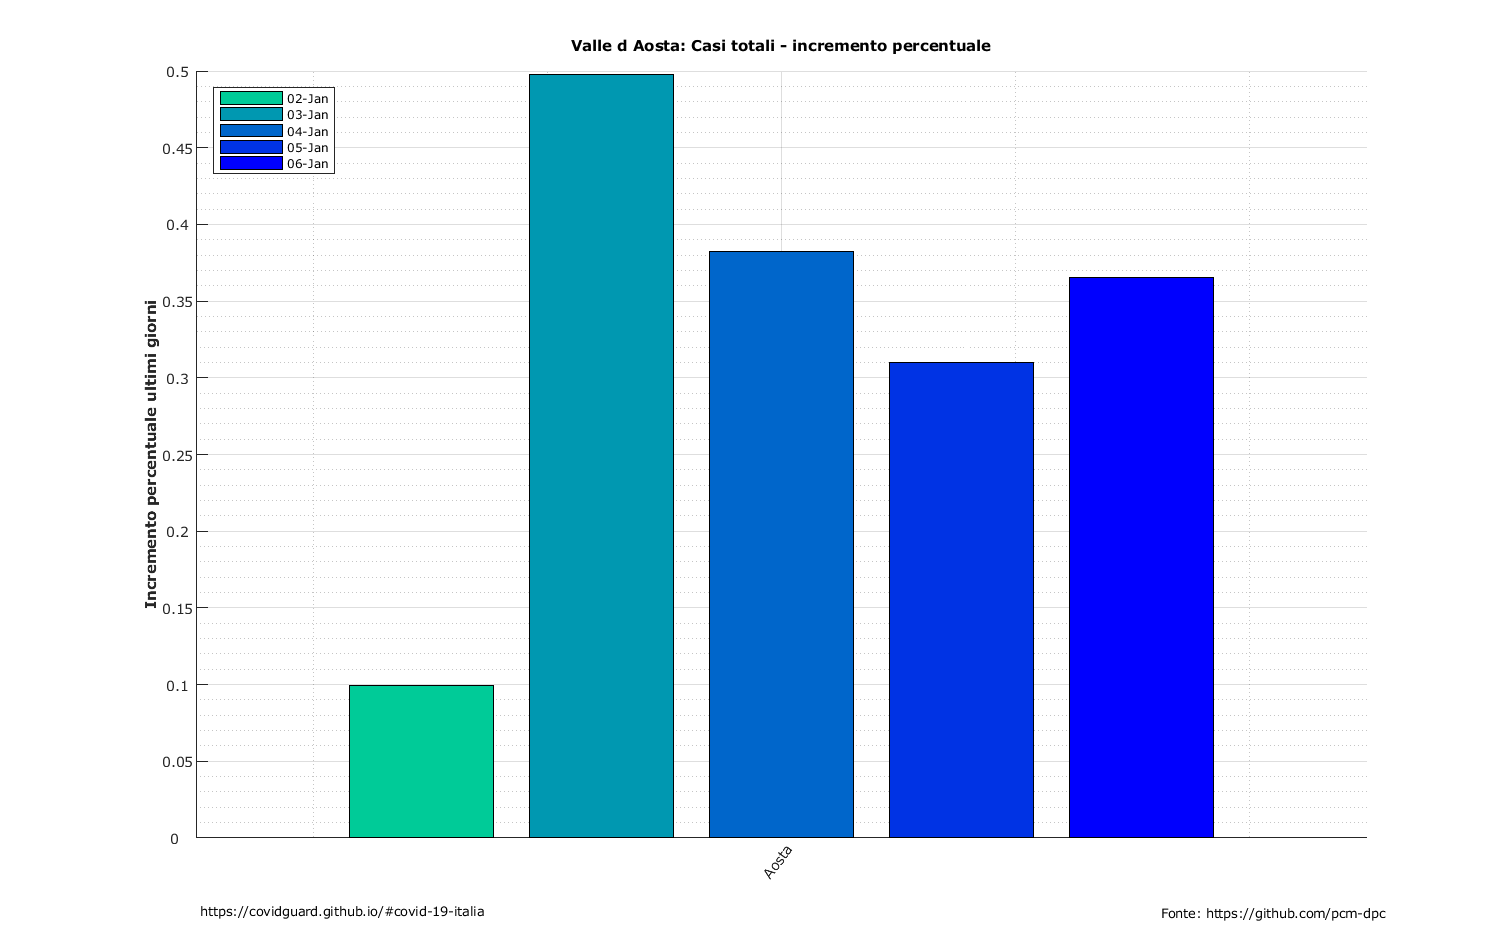 Valle d Aosta: Casi totali - incremento percentuale
0.5
0.45
0.4
0.35
0.3
0.25
0.2
0.15
0.1
0.05
0
Incremento percentuale ultimi giorni
02-Jan
03-Jan
04-Jan
05-Jan
06-Jan
Aosta
https://covidguard.github.io/#covid-19-italia
Fonte: https://github.com/pcm-dpc